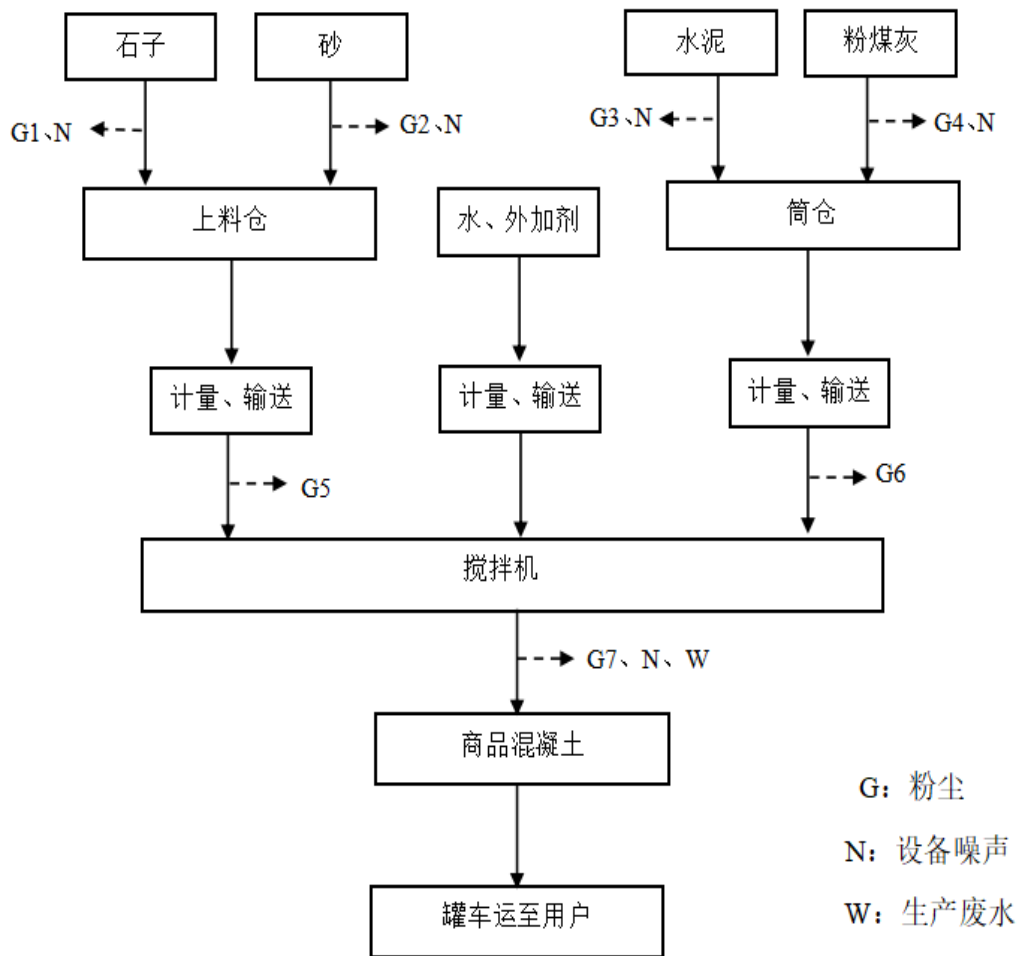 石子
砂
水泥
粉煤灰
G1、N
G2、N
G3、N
G4、N
上料仓
水、外加剂
筒仓
计量、输送
计量、输送
计量、输送
G5
G6
搅拌机
G7、N、W
商品混凝土
G：粉尘
N：设备噪声
罐车运至用户
W：生产废水